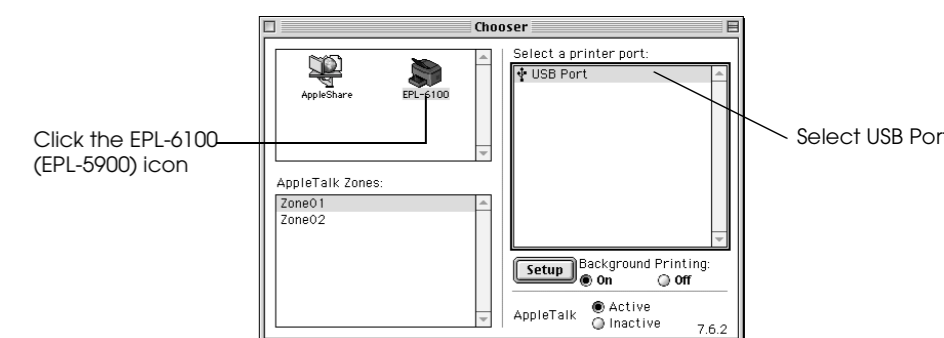 Chooser
AppleShare
EPL-6100
Select a printer port:
USB Port
Click the EPL-6100
(EPL-5900) icon
Select USB Por
AppleTalk Zones:
Zone01
Zone02
Setup
Background Printing:
On Off
AppleTalk
Active
Inactive
7.6.2